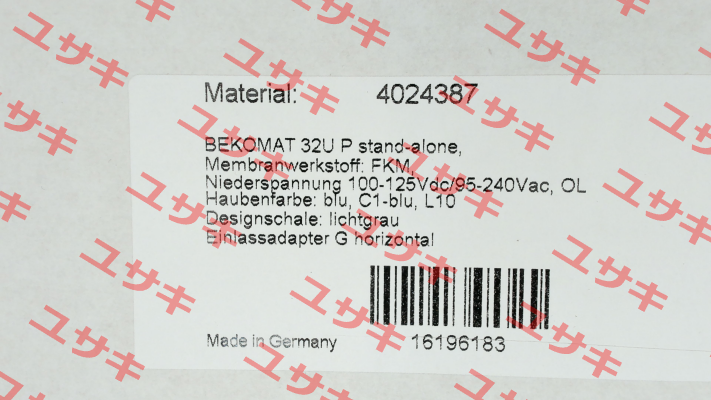 Material: 4024387
BEKOMAT 32U P stand-alone,
Membranwerkstoff: FKM,
Niederspannung 100-125Vdc/95-240Vac, OL
Haubenfarbe: blu, C1-blu, L10
Designschale: lichtgrau
Einlassadapter G horizontal
Made in Germany 16196183
ユサキ